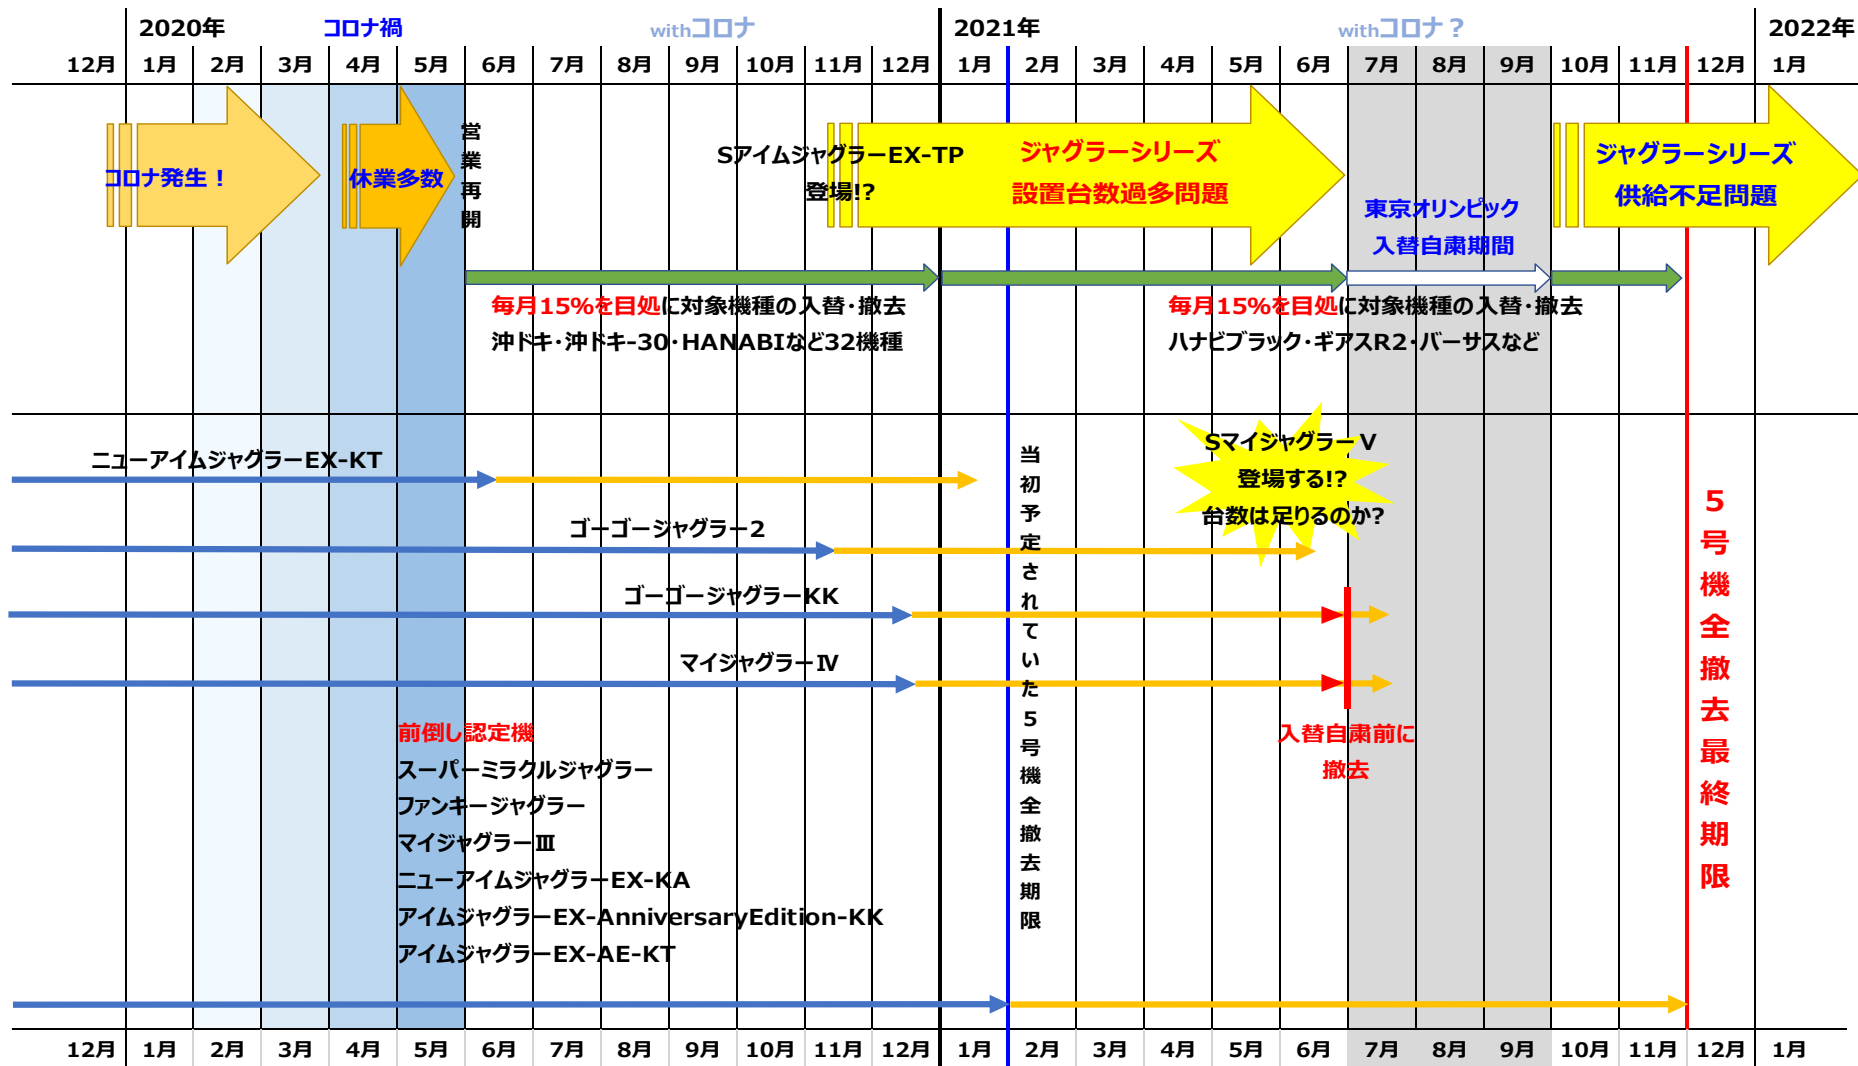 2020年 コロナ禍 withコロナ 2021年 withコロナ？ 2022年
12月 1月 2月 3月 4月 5月 6月 7月 8月 9月 10月 11月 12月 1月 2月 3月 4月 5月 6月 7月 8月 9月 10月 11月 12月 1月
コロナ発生！
休業多数
営業再開
SアイムジャグラーEX-TP
登場!?
ジャグラーシリーズ
設置台数過多問題
東京オリンピック
入替自粛期間
ジャグラーシリーズ
供給不足問題
毎月15%を目処に対象機種の入替・撤去
沖ドキ・沖ドキ-30・HANABIなど32機種
毎月15%を目処に対象機種の入替・撤去
ハナビブラック・ギアスR2・バーサスなど
ニューアイムジャグラーEX-KT
ゴーゴージャグラー2
ゴーゴージャグラーKK
マイジャグラーⅣ
当初予定されていた５号機全撤去期限
SマイジャグラーⅤ
登場する!?
台数は足りるのか?
5号機全撤去最終期限
前倒し認定機
スーパーミラクルジャグラー
ファンキージャグラー
マイジャグラーⅢ
ニューアイムジャグラーEX-KA
アイムジャグラーEX-AnniversaryEdition-KK
アイムジャグラーEX-AE-KT
入替自粛前に
撤去
12月 1月 2月 3月 4月 5月 6月 7月 8月 9月 10月 11月 12月 1月 2月 3月 4月 5月 6月 7月 8月 9月 10月 11月 12月 1月